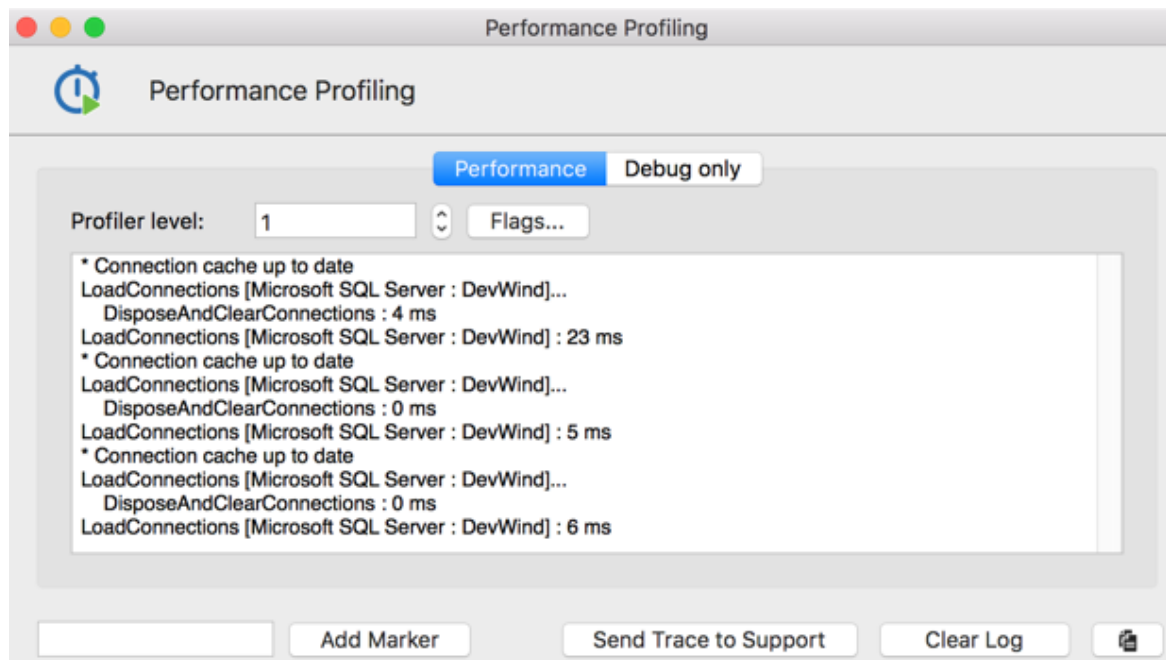 Performance Profiling
Performance Profiling
Performance Debug only
Profiler level: 1 Flags...
* Connection cache up to date
LoadConnections [Microsoft SQL Server : DevWind]...
DisposeAndClearConnections : 4 ms
LoadConnections [Microsoft SQL Server : DevWind] : 23 ms
* Connection cache up to date
LoadConnections [Microsoft SQL Server : DevWind]...
DisposeAndClearConnections : 0 ms
LoadConnections [Microsoft SQL Server : DevWind] : 5 ms
* Connection cache up to date
LoadConnections [Microsoft SQL Server : DevWind]...
DisposeAndClearConnections : 0 ms
LoadConnections [Microsoft SQL Server : DevWind] : 6 ms
Add Marker Send Trace to Support Clear Log